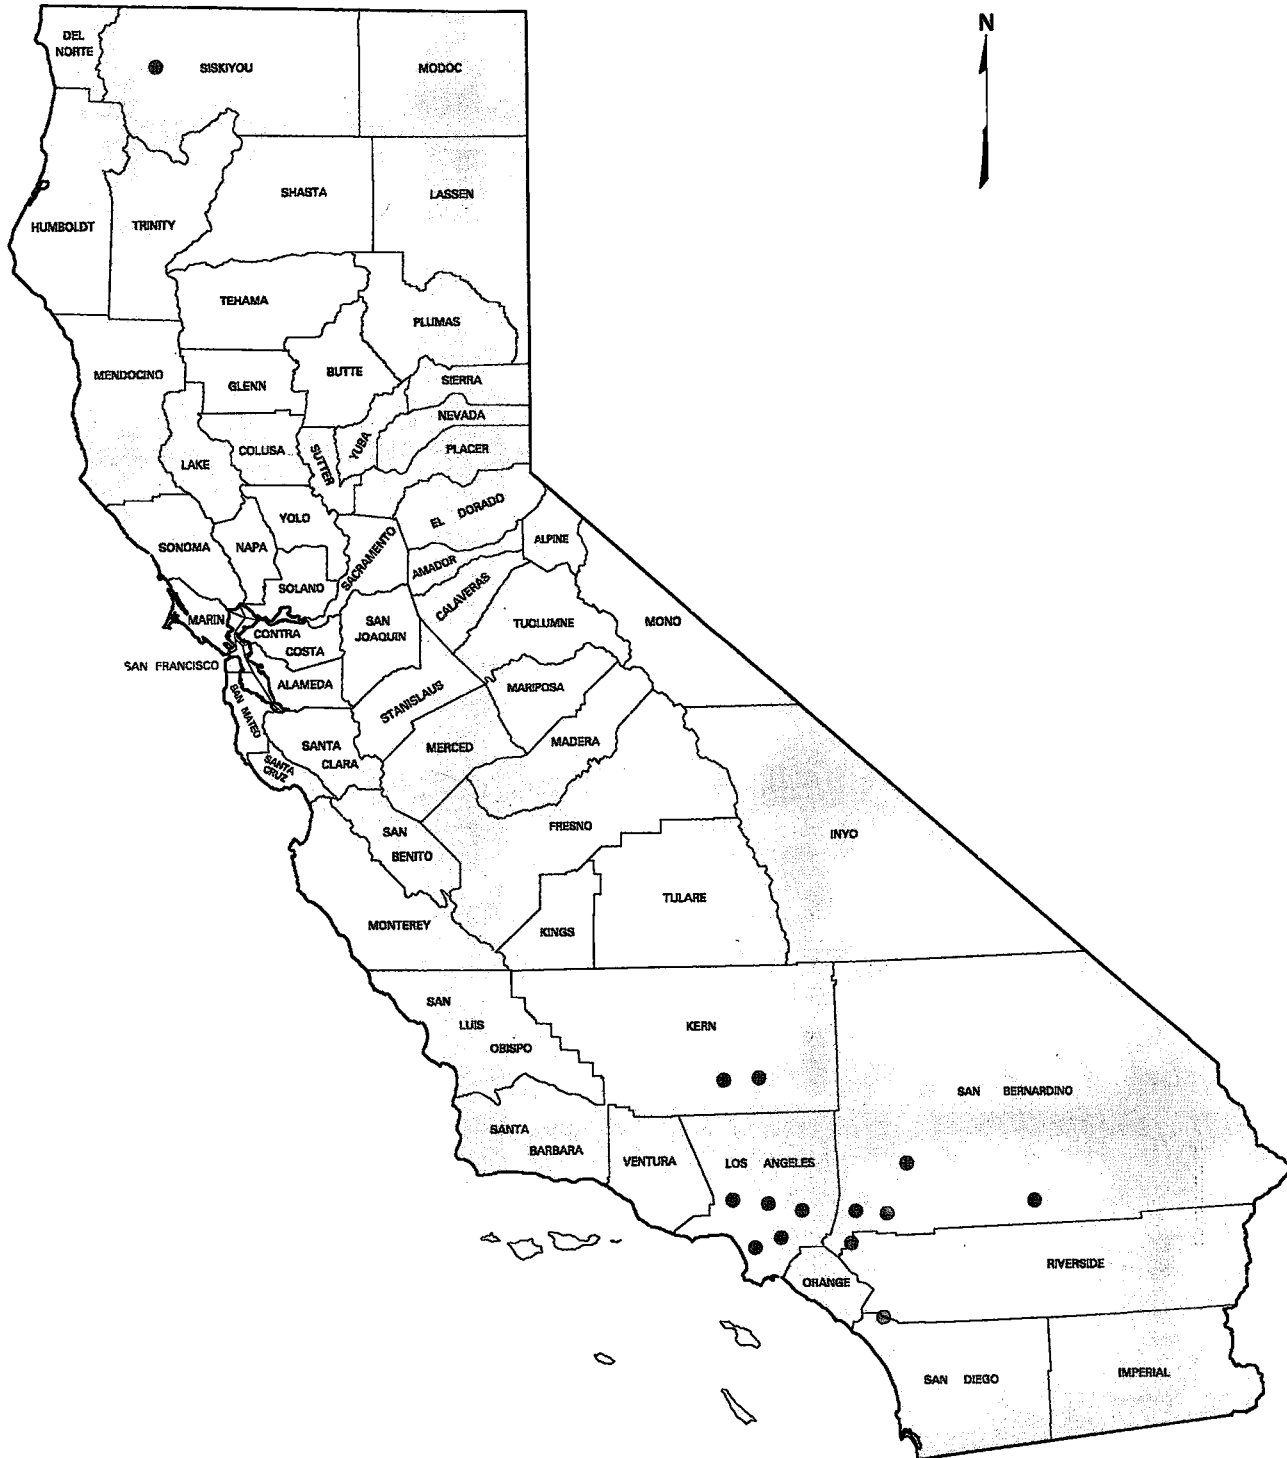 N
DEL
NORTE
SISKIYOU
MODOC
SHASTA
LASSEN
HUMBOLDT
TRINITY
TEHAMA
PLUMAS
MENDOCINO
GLENN
BUTTE
SIERRA
NEVADA
COLUSA
SUTTER
YUBA
PLACER
LAKE
EL DORADO
YOLO
SONOMA
NAPA
SACRAMENTO
ALPINE
AMADOR
SOLANO
CALAVERAS
MARIN
CONTRA
COSTA
SAN
JOAQUIN
TUOLUMNE
MONO
SAN FRANCISCO
ALAMEDA
SAN MATEO
STANISLAUS
MARIPOSA
SANTA
CLARA
MERCED
MADERA
SANTA
CRUZ
FRESNO
SAN
BENITO
INYO
TULARE
MONTEREY
KINGS
SAN
LUIS
OBISPO
KERN
SAN BERNARDINO
SANTA
BARBARA
VENTURA
LOS ANGELES
RIVERSIDE
ORANGE
SAN DIEGO
IMPERIAL